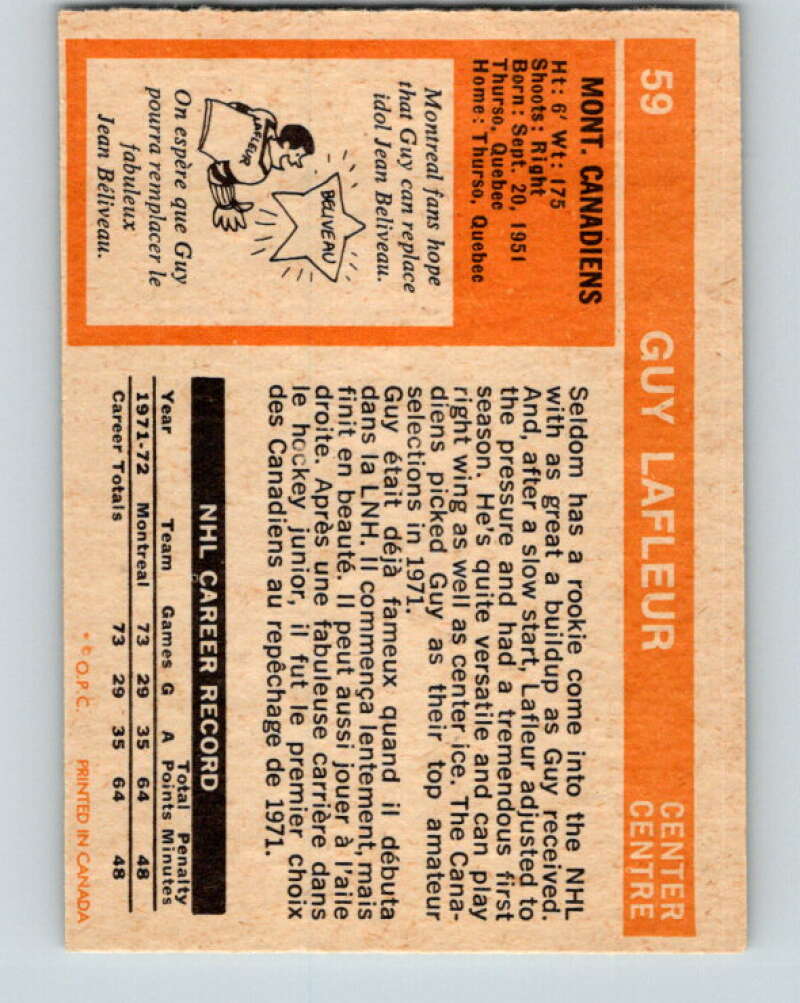 59
GUY LAFLEUR
CENTER
CENTRE
MONT. CANADIENS
Ht: 6' Wt: 175
Shoots: Right
Born: Sept. 20, 1951
Thurso, Quebec
Home: Thurso, Quebec
Montreal fans hope
that Guy can replace
idol Jean Beliveau.
BELIVEAU
LAFLEUR
On espère que Guy
pourra remplacer le
fabuleux
Jean Béliveau.
Seldom has a rookie come into the NHL
with as great a buildup as Guy received.
And, after a slow start, Lafleur adjusted to
the pressure and had a tremendous first
season. He's quite versatile and can play
right wing as well as center ice. The Cana-
diens picked Guy as their top amateur
selections in 1971.
Guy était déjà fameux quand il débuta
dans la LNH. Il commença lentement, mais
finit en beauté. Il peut aussi jouer à l'aile
droite. Après une fabuleuse carrière dans
le hockey junior, il fut le premier choix
des Canadiens au repêchage de 1971.
NHL CAREER RECORD
Total Penalty
Year Team Games G A Points Minutes
1971-72 Montreal 73 29 35 64 48
Career Totals 73 29 35 64 48
* © O.P.C. PRINTED IN CANADA